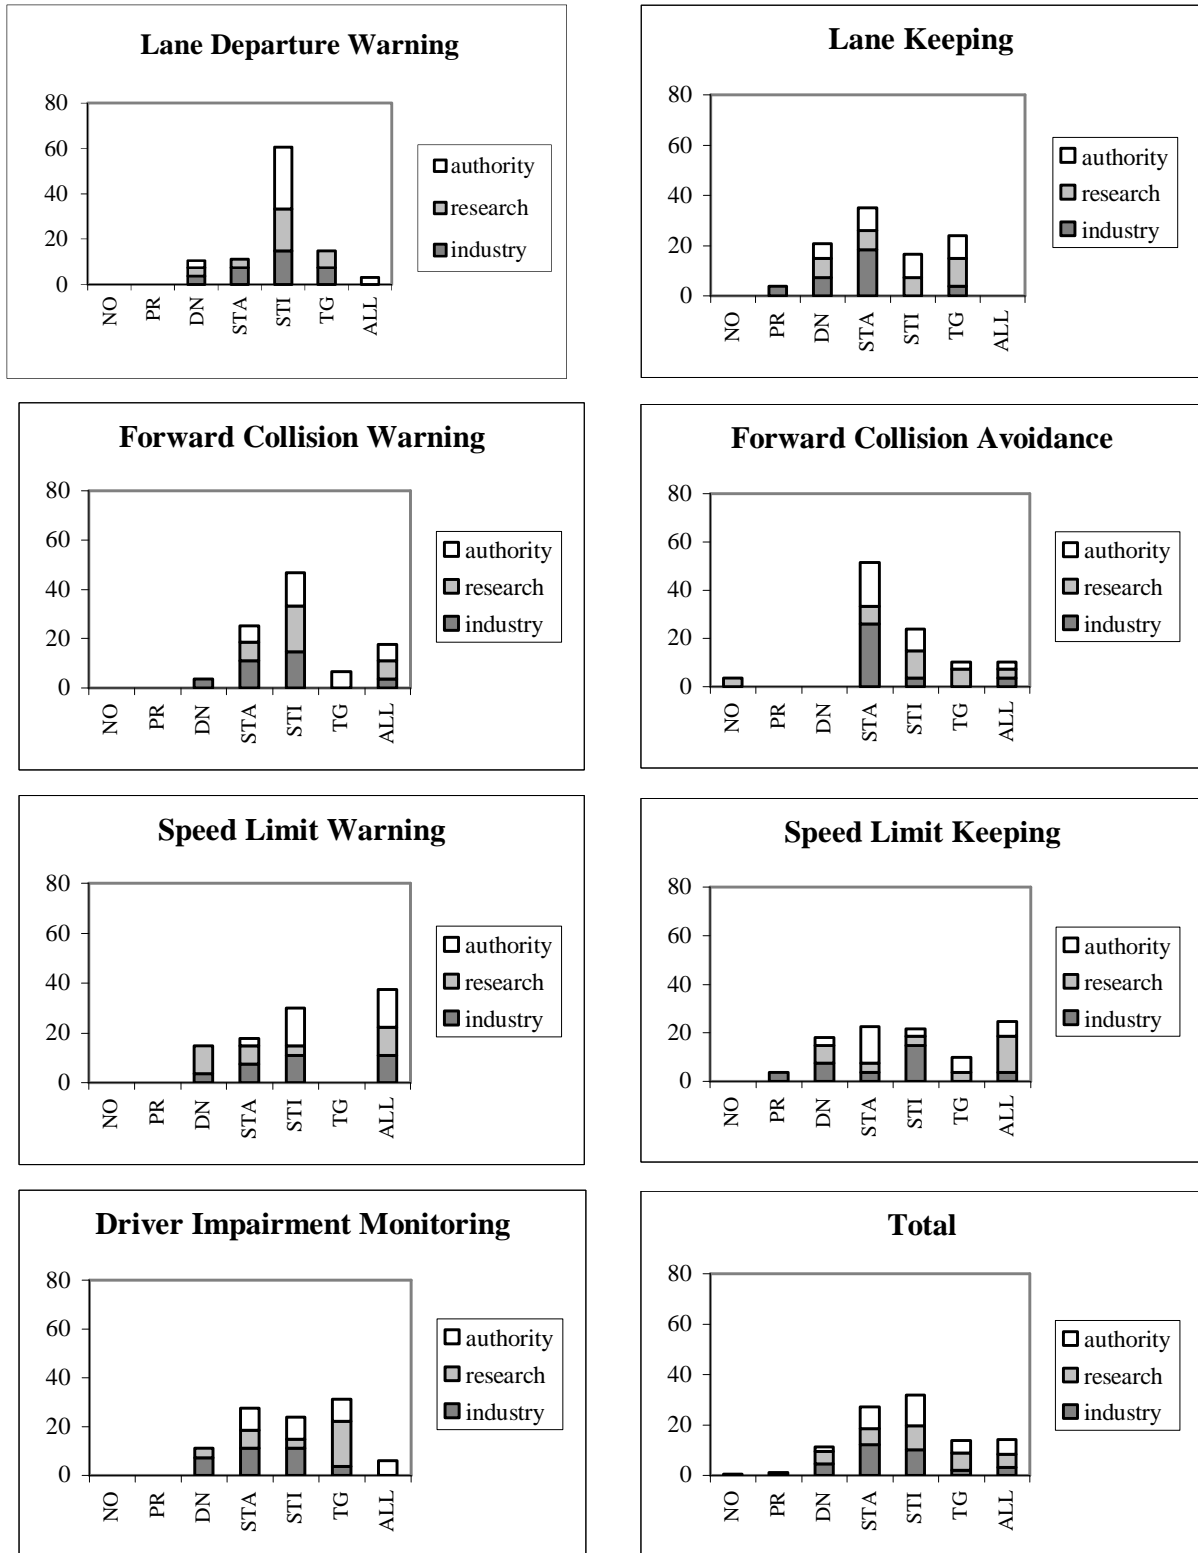 Lane Departure Warning
80
60
40
20
0
NO PR DN STA STI TG ALL
authority
research
industry
Lane Keeping
80
60
40
20
0
NO PR DN STA STI TG ALL
authority
research
industry
Forward Collision Warning
80
60
40
20
0
NO PR DN STA STI TG ALL
authority
research
industry
Forward Collision Avoidance
80
60
40
20
0
NO PR DN STA STI TG ALL
authority
research
industry
Speed Limit Warning
80
60
40
20
0
NO PR DN STA STI TG ALL
authority
research
industry
Speed Limit Keeping
80
60
40
20
0
NO PR DN STA STI TG ALL
authority
research
industry
Driver Impairment Monitoring
80
60
40
20
0
NO PR DN STA STI TG ALL
authority
research
industry
Total
80
60
40
20
0
NO PR DN STA STI TG ALL
authority
research
industry